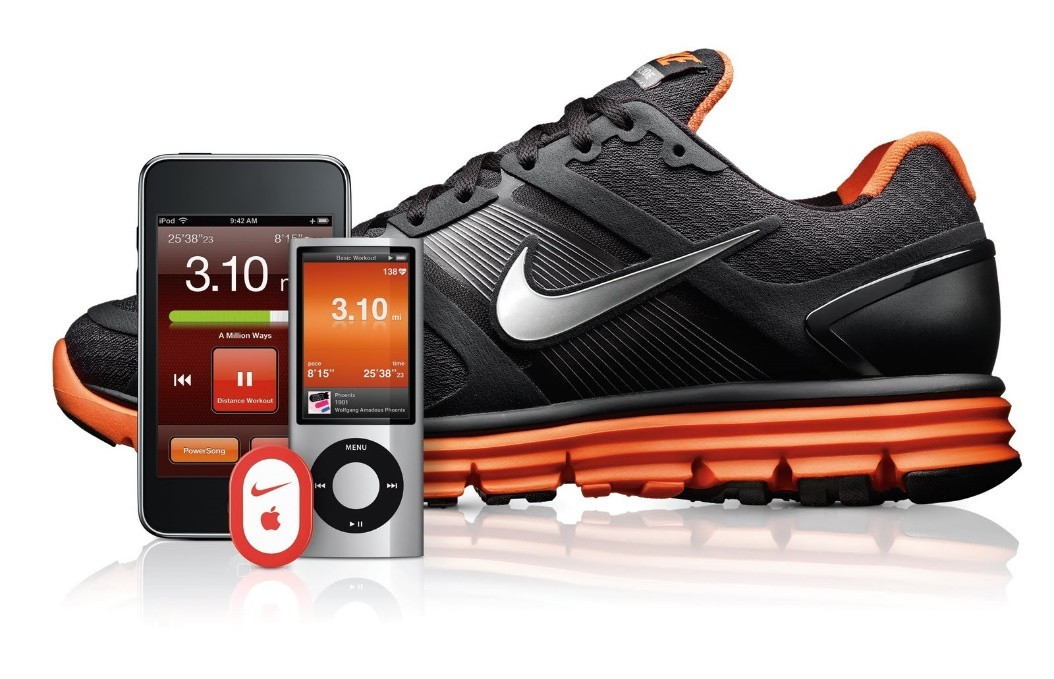 iPod 9:42 AM
25'38"23 8'15"
3.10
A Million Ways
Distance Workout
PowerSong
Basic Workout
138
3.10 mi
pace time
8'15" 25'38"23
Phoenix
1901
Wolfgang Amadeus Phoenix
MENU